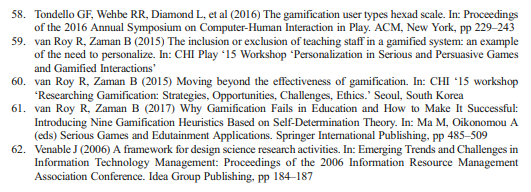 58. Tondello GF, Wehbe RR, Diamond L, et al (2016) The gamification user types hexad scale. In: Proceedings
of the 2016 Annual Symposium on Computer-Human Interaction in Play. ACM, New York, pp 229–243
59. van Roy R, Zaman B (2015) The inclusion or exclusion of teaching staff in a gamified system: an example
of the need to personalize. In: CHI Play ‘15 Workshop ‘Personalization in Serious and Persuasive Games
and Gamified Interactions’
60. van Roy R, Zaman B (2015) Moving beyond the effectiveness of gamification. In: CHI ‘15 workshop
‘Researching Gamification: Strategies, Opportunities, Challenges, Ethics.’ Seoul, South Korea
61. van Roy R, Zaman B (2017) Why Gamification Fails in Education and How to Make It Successful:
Introducing Nine Gamification Heuristics Based on Self-Determination Theory. In: Ma M, Oikonomou A
(eds) Serious Games and Edutainment Applications. Springer International Publishing, pp 485–509
62. Venable J (2006) A framework for design science research activities. In: Emerging Trends and Challenges in
Information Technology Management: Proceedings of the 2006 Information Resource Management
Association Conference. Idea Group Publishing, pp 184–187